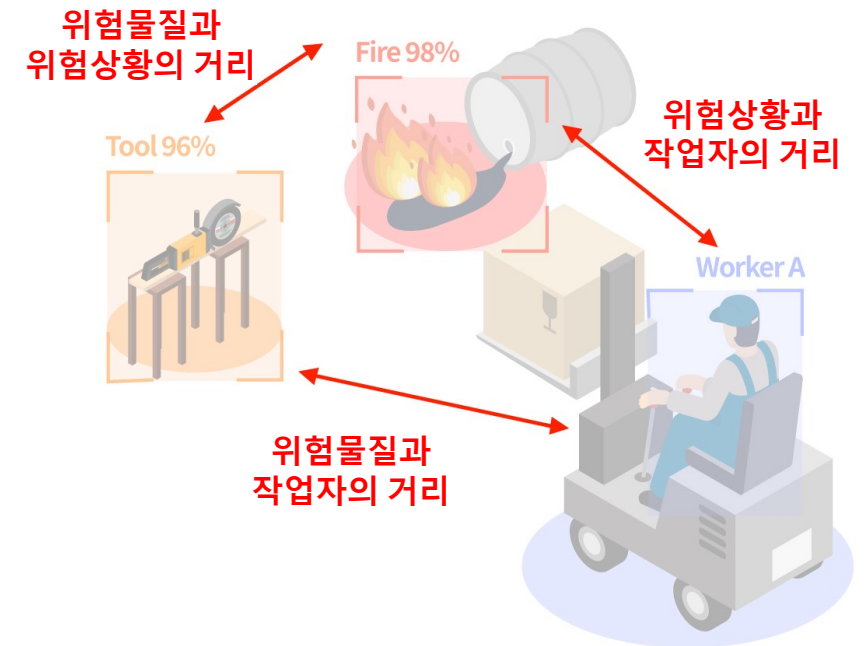 위험물질과
위험상황의 거리
Fire 98%
위험상황과
작업자의 거리
Tool 96%
Worker A
위험물질과
작업자의 거리